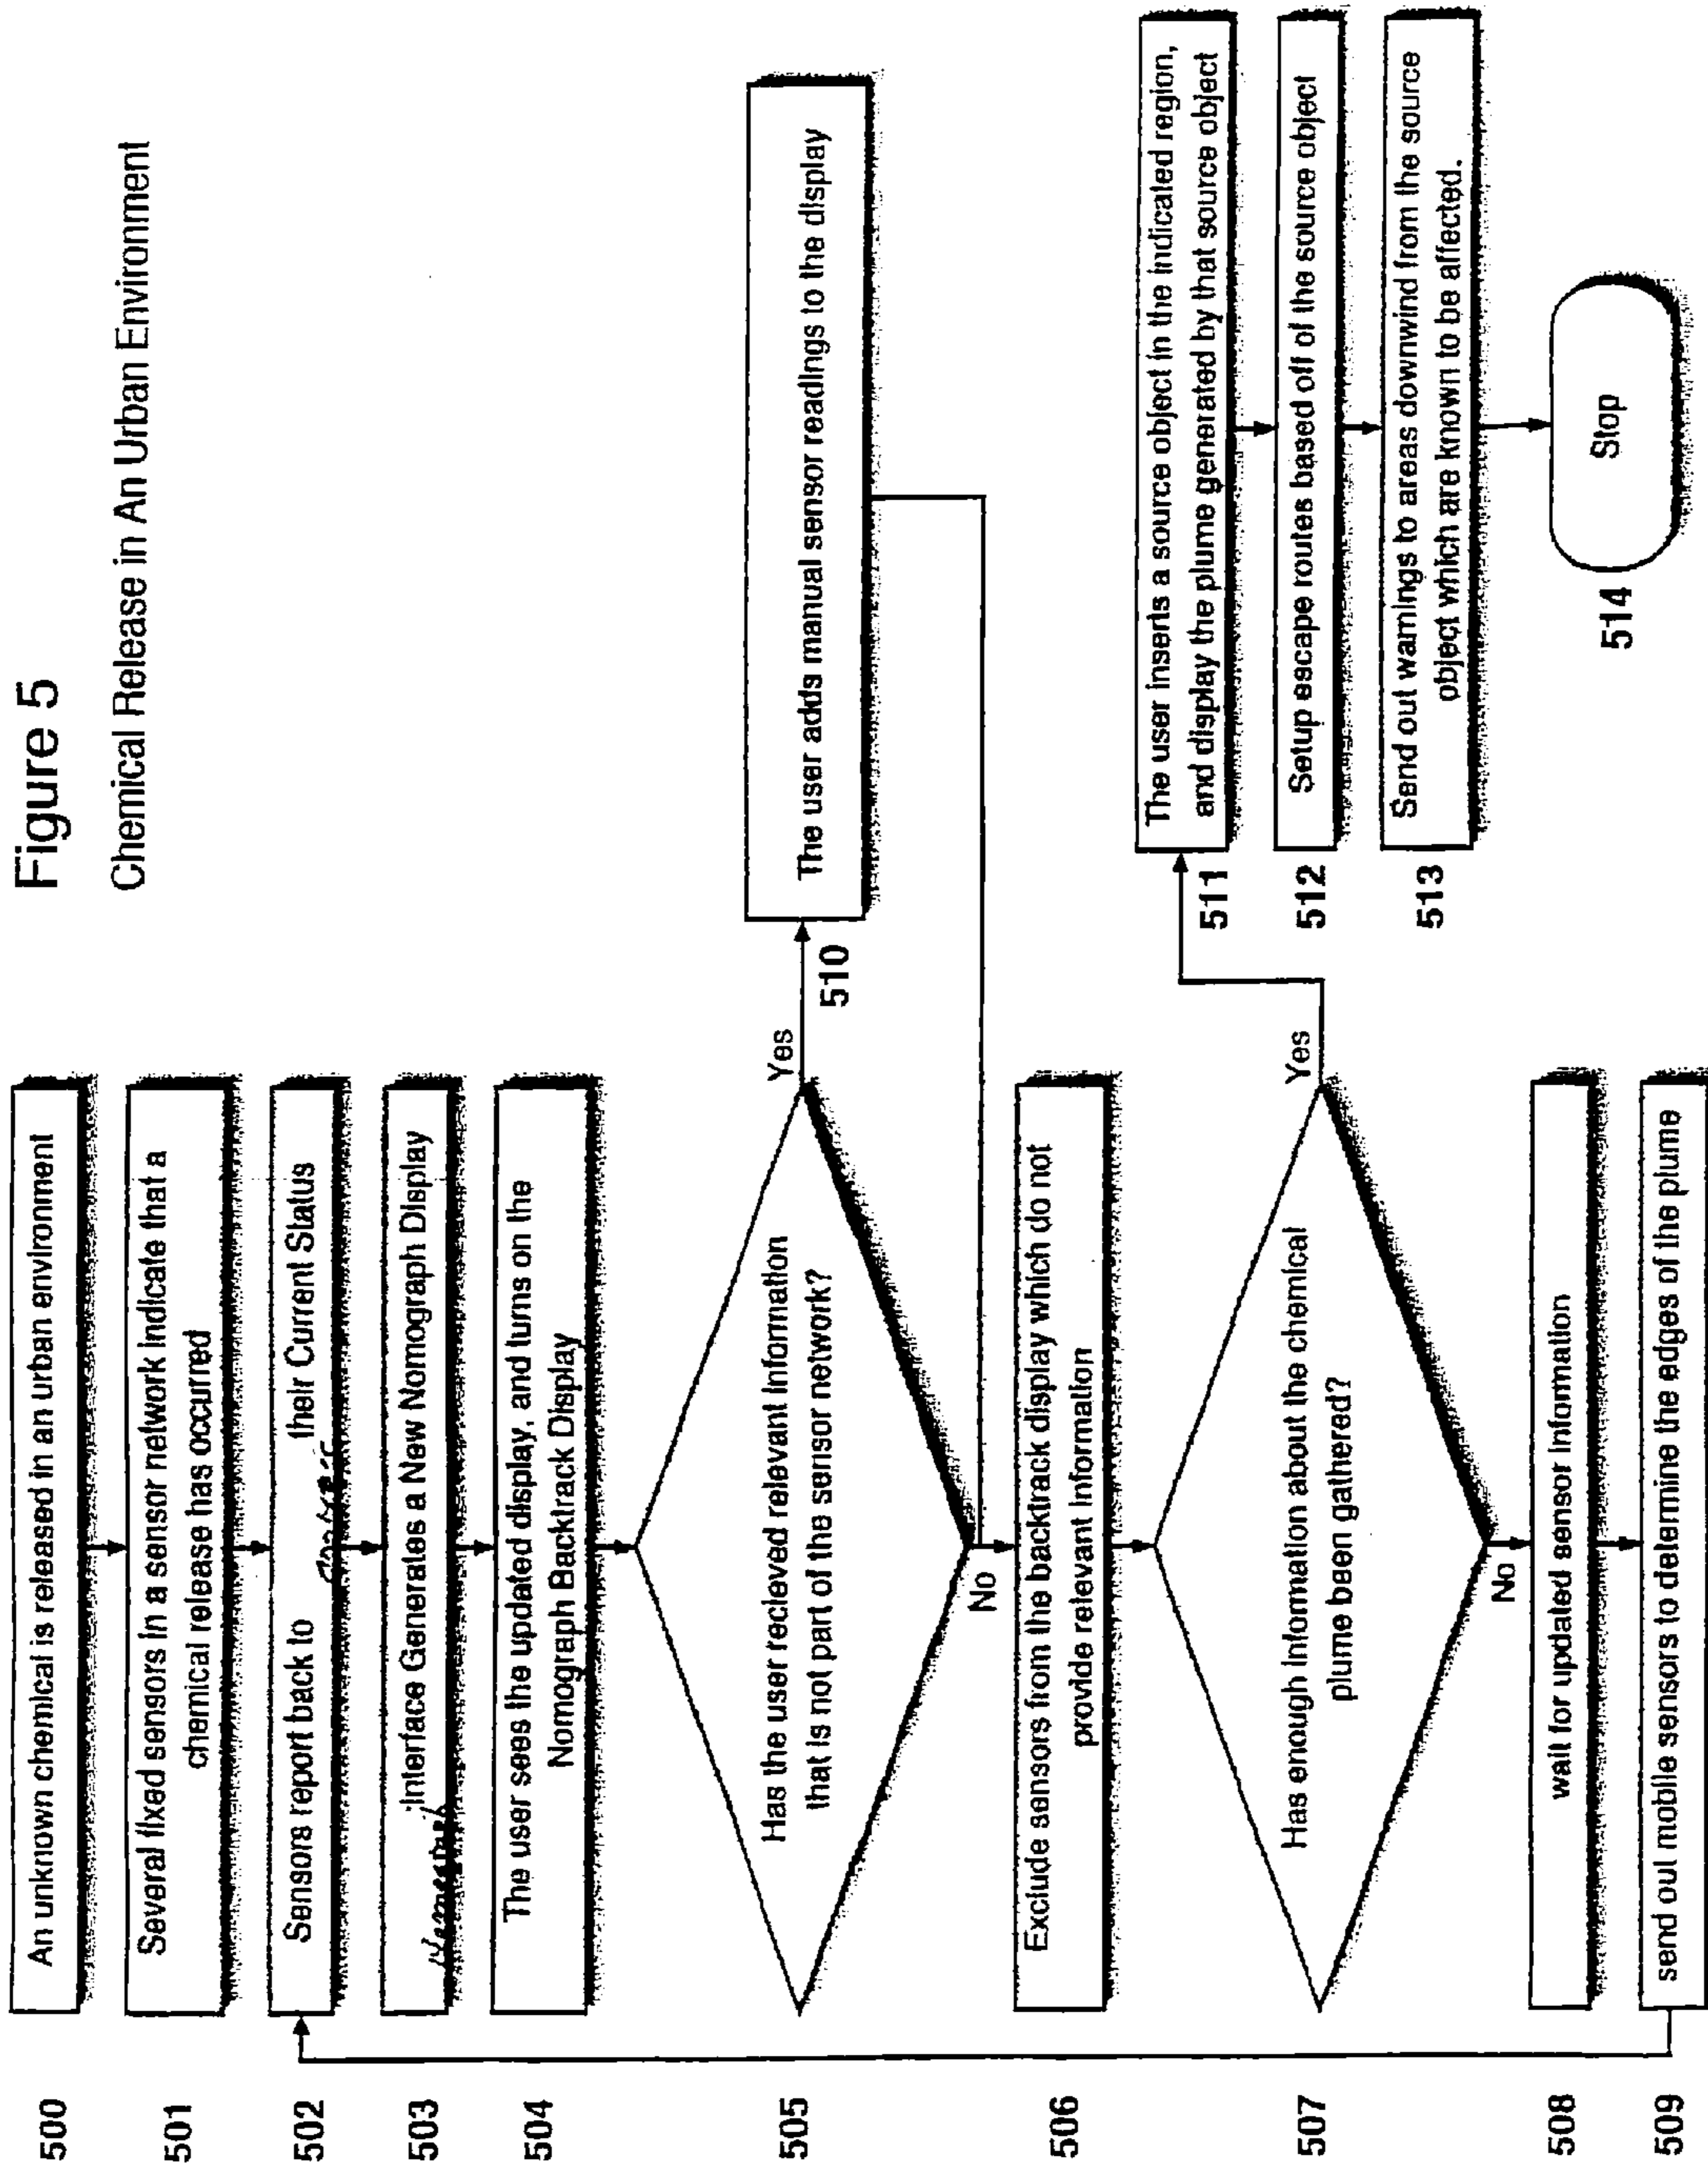 Figure 5
Chemical Release in An Urban Environment
500
An unknown chemical is released in an urban environment
501
Several fixed sensors in a sensor network indicate that a
chemical release has occurred
502
Sensors report back to their Current Status
503
Interface Generates a New Nomograph Display
504
The user sees the updated display, and turns on the
Nomograph Backtrack Display
505
Has the user recieved relevant information
that is not part of the sensor network?
Yes
No
510
The user adds manual sensor readings to the display
506
Exclude sensors from the backtrack display which do not
provide relevant information
507
Has enough information about the chemical
plume been gathered?
Yes
No
508
wait for updated sensor information
509
send out mobile sensors to determine the edges of the plume
511
The user inserts a source object in the indicated region,
and display the plume generated by that source object
512
Setup escape routes based off of the source object
513
Send out warnings to areas downwind from the source
object which are known to be affected.
514
Stop